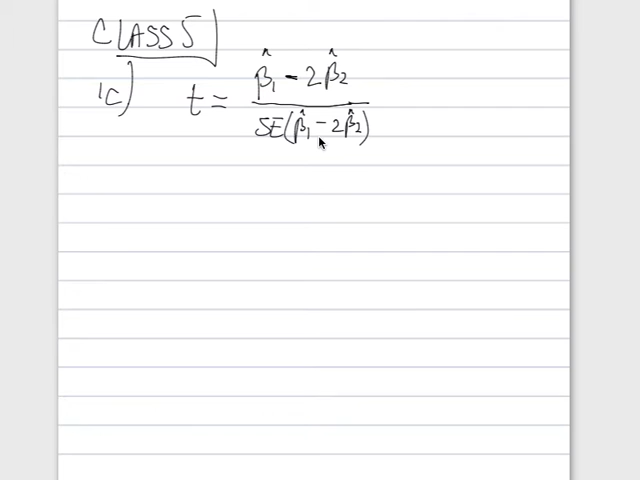 CLASS 5
1C) t = (β̂₁ - 2β̂₂) / SE(β̂₁ - 2β̂₂)